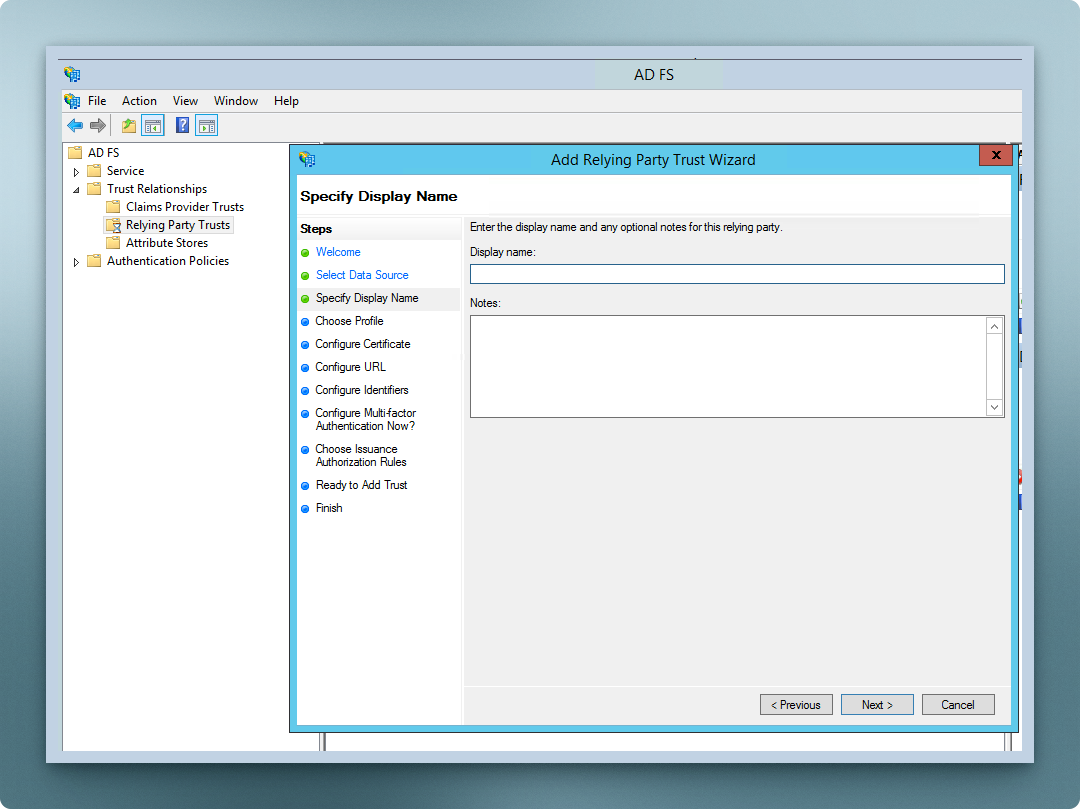 AD FS
File Action View Window Help
AD FS
Service
Trust Relationships
Claims Provider Trusts
Relying Party Trusts
Attribute Stores
Authentication Policies
Add Relying Party Trust Wizard
Specify Display Name
Steps
Welcome
Select Data Source
Specify Display Name
Choose Profile
Configure Certificate
Configure URL
Configure Identifiers
Configure Multi-factor
Authentication Now?
Choose Issuance
Authorization Rules
Ready to Add Trust
Finish
Enter the display name and any optional notes for this relying party.
Display name:
Notes:
< Previous
Next >
Cancel